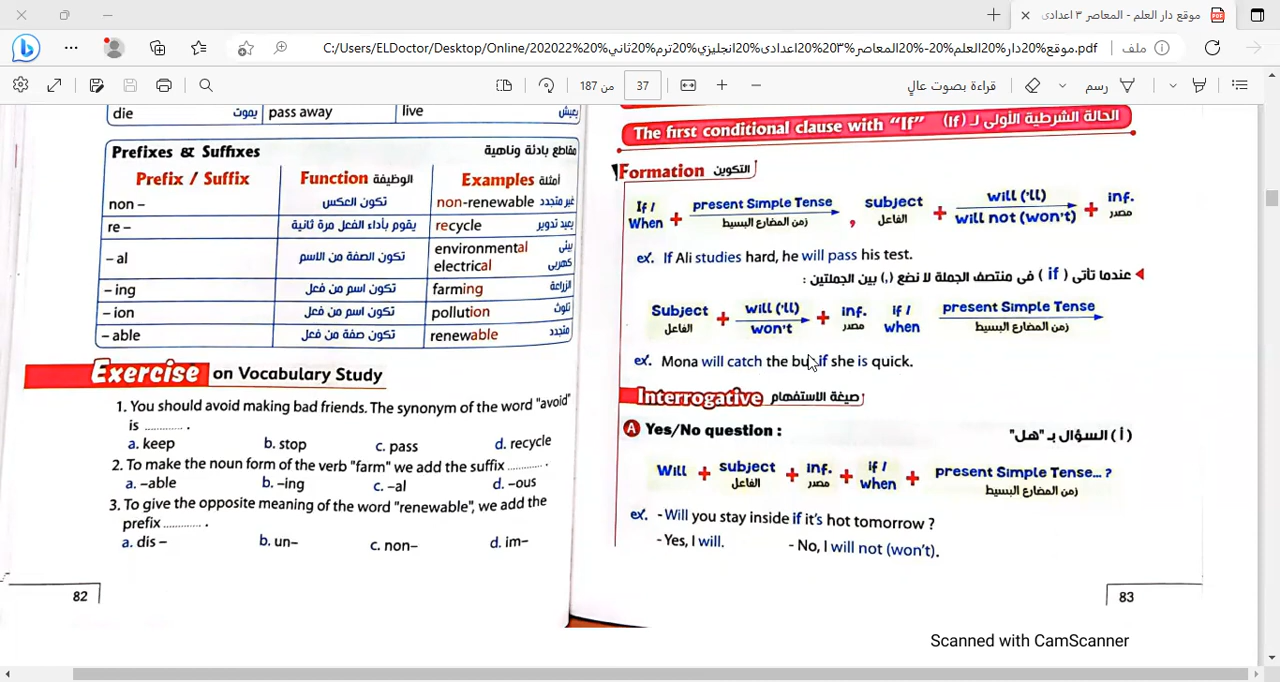 موقع دار العلم - المعاصر ٣ اعدادى
ملف
C:/Users/ELDoctor/Desktop/Online/202022%20موقع%20دار%20العلم%20-%20المعاصر%20٣%20اعدادى%20انجليزي%20ترم%20ثاني.pdf
37 من 187
قراءة بصوت عالٍ
رسم
die يموت pass away live يعيش
Prefixes & Suffixes مقاطع بادئة وناهية
Prefix / Suffix Function الوظيفة Examples أمثلة
non – تكون العكس non-renewable غير متجدد
re – يقوم بأداء الفعل مرة ثانية recycle يعيد تدوير
– al تكون الصفة من الاسم environmental بيئى
electrical كهربى
– ing تكون اسم من فعل farming الزراعة
– ion تكون اسم من فعل pollution تلوث
– able تكون صفة من فعل renewable متجدد
Exercise on Vocabulary Study
1. You should avoid making bad friends. The synonym of the word "avoid"
is ............ .
a. keep b. stop c. pass d. recycle
2. To make the noun form of the verb "farm" we add the suffix ........... .
a. –able b. –ing c. –al d. –ous
3. To give the opposite meaning of the word "renewable", we add the
prefix ............ .
a. dis – b. un– c. non– d. im–
82
The first conditional clause with "If" الحالة الشرطية الأولى لـ (If)
Formation التكوين
If / When + present Simple Tense زمن المضارع البسيط , subject الفاعل + will ('ll) will not (won't) + inf. مصدر
ex. If Ali studies hard, he will pass his test.
عندما تأتى ( if ) فى منتصف الجملة لا نضع (,) بين الجملتين :
Subject الفاعل + will ('ll) won't + inf. مصدر if / when present Simple Tense زمن المضارع البسيط
ex. Mona will catch the bu if she is quick.
Interrogative صيغة الاستفهام
A Yes/No question : ( أ ) السؤال بـ "هل"
Will + subject الفاعل + inf. مصدر + if / when + present Simple Tense... ? زمن المضارع البسيط
ex. - Will you stay inside if it's hot tomorrow ?
- Yes, I will. - No, I will not (won't).
83
Scanned with CamScanner